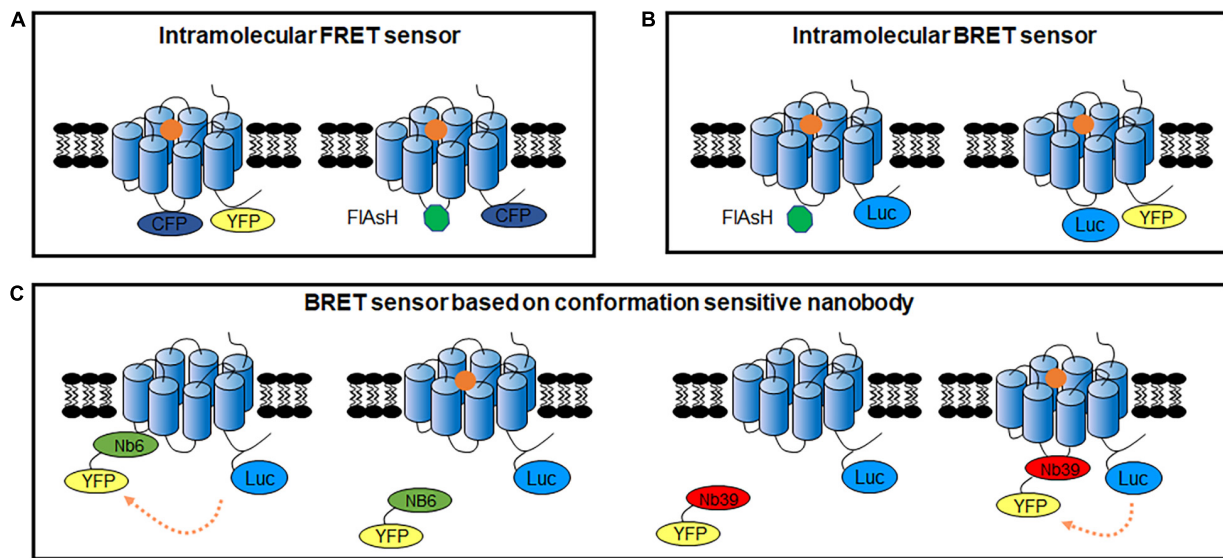 A
Intramolecular FRET sensor
CFP
YFP
FlAsH
CFP
B
Intramolecular BRET sensor
FlAsH
Luc
Luc
YFP
C
BRET sensor based on conformation sensitive nanobody
Nb6
YFP
Luc
NB6
YFP
Luc
Nb39
YFP
Luc
Nb39
YFP
Luc